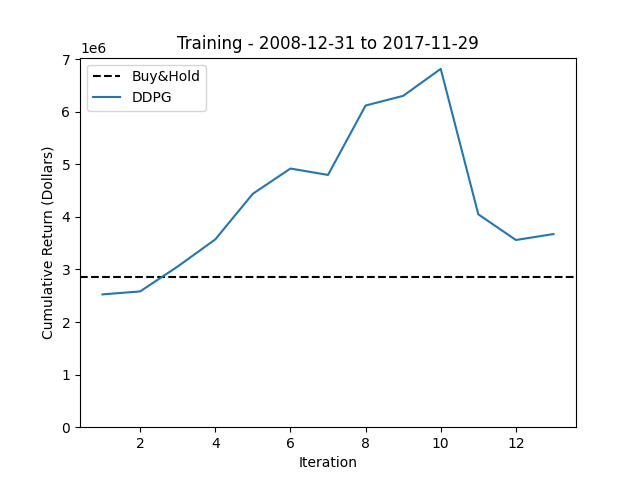 Training - 2008-12-31 to 2017-11-29
1e6
Buy&Hold
DDPG
Cumulative Return (Dollars)
7
6
5
4
3
2
1
0
2 4 6 8 10 12
Iteration